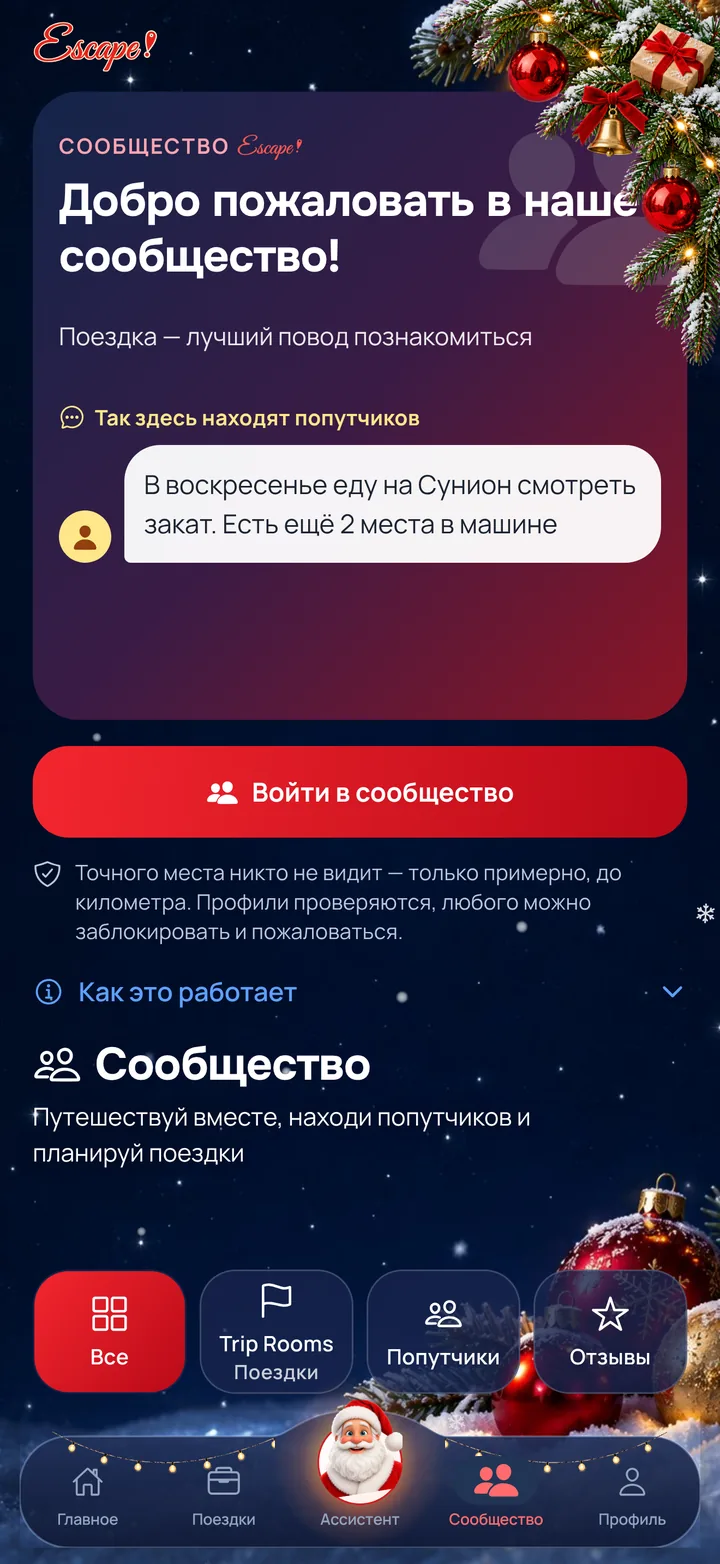 Escape!
СООБЩЕСТВО Escape!
Добро пожаловать в наше
сообщество!
Поездка — лучший повод познакомиться
Так здесь находят попутчиков
В воскресенье еду на Сунион смотреть
закат. Есть ещё 2 места в машине
Войти в сообщество
Точного места никто не видит — только примерно, до
километра. Профили проверяются, любого можно
заблокировать и пожаловаться.
Как это работает
Сообщество
Путешествуй вместе, находи попутчиков и
планируй поездки
Все
Trip Rooms
Поездки
Попутчики
Отзывы
Главное
Поездки
Ассистент
Сообщество
Профиль